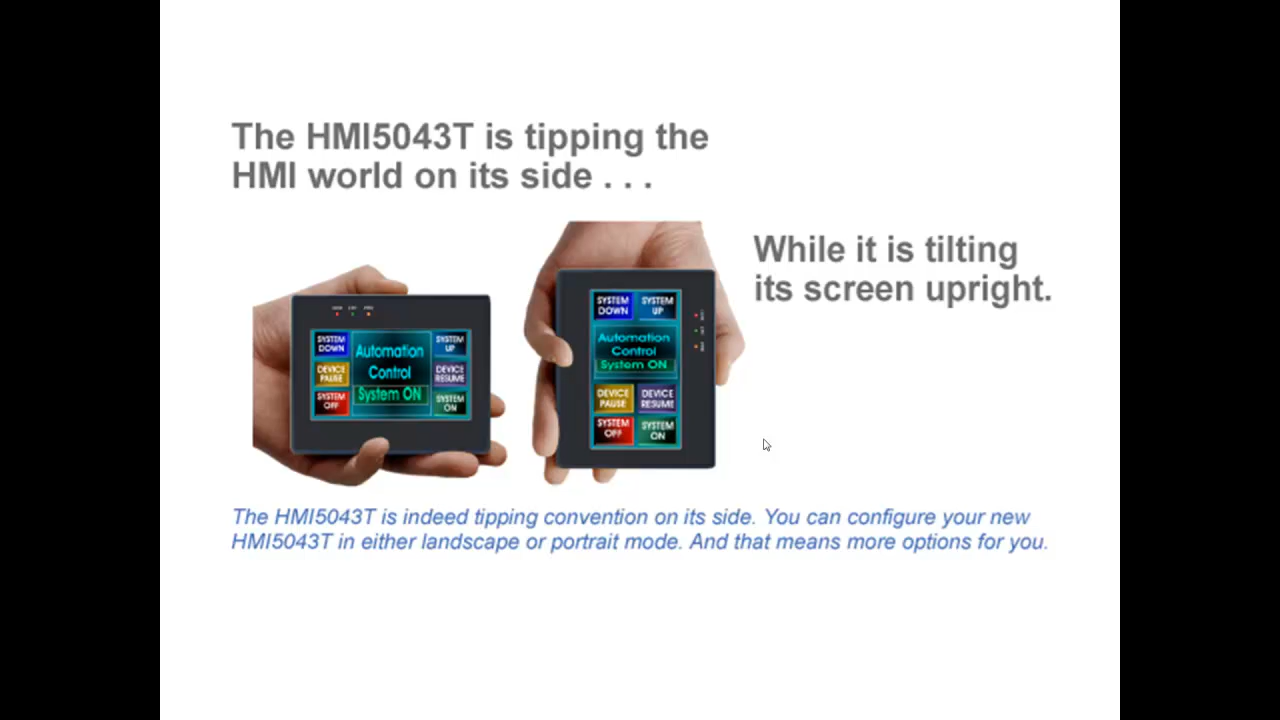 The HMI5043T is tipping the
HMI world on its side . . .
While it is tilting
its screen upright.
SYSTEM
DOWN
DEVICE
PAUSE
SYSTEM
OFF
Automation
Control
System ON
SYSTEM
UP
DEVICE
RESUME
SYSTEM
ON
SYSTEM
DOWN
SYSTEM
UP
Automation
Control
System ON
DEVICE
PAUSE
DEVICE
RESUME
SYSTEM
OFF
SYSTEM
ON
The HMI5043T is indeed tipping convention on its side. You can configure your new
HMI5043T in either landscape or portrait mode. And that means more options for you.